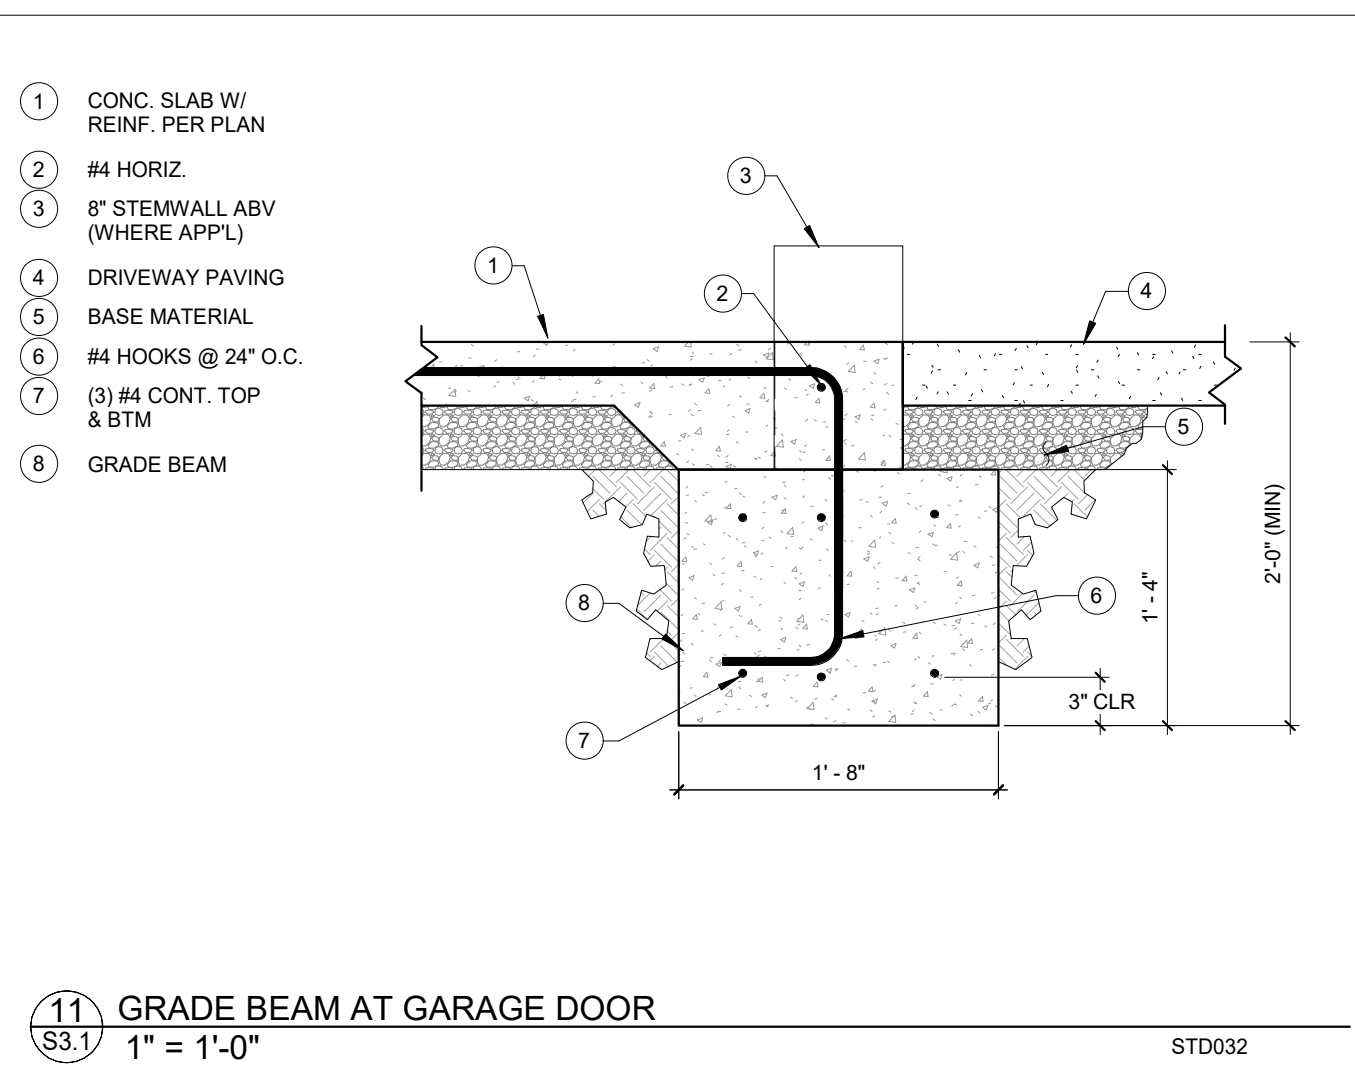 1 CONC. SLAB W/
REINF. PER PLAN
2 #4 HORIZ.
3 8" STEMWALL ABV
(WHERE APP'L)
4 DRIVEWAY PAVING
5 BASE MATERIAL
6 #4 HOOKS @ 24" O.C.
7 (3) #4 CONT. TOP
& BTM
8 GRADE BEAM
3
1
2
4
5
2'-0" (MIN)
8
6
1' - 4"
3" CLR
7
1' - 8"
11 GRADE BEAM AT GARAGE DOOR
S3.1 1" = 1'-0"
STD032